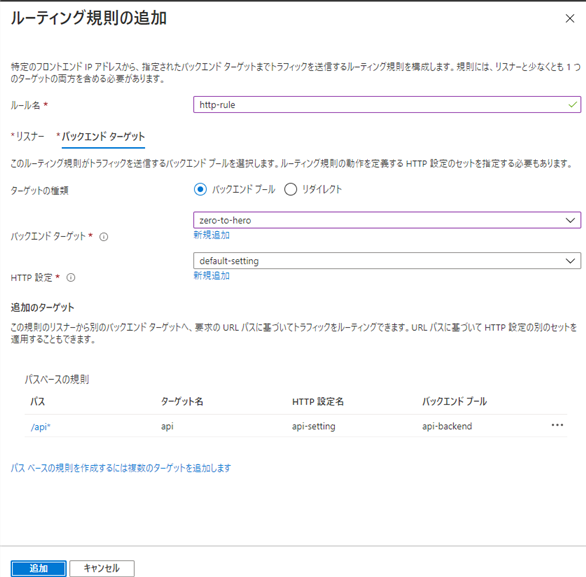 ルーティング規則の追加
特定のフロントエンド IP アドレスから、指定されたバックエンド ターゲットまでトラフィックを送信するルーティング規則を構成します。規則には、リスナーと少なくとも 1 つ
のターゲットの両方を含める必要があります。
ルール名 *
http-rule
*リスナー *バックエンド ターゲット
このルーティング規則がトラフィックを送信するバックエンド プールを選択します。ルーティング規則の動作を定義する HTTP 設定のセットを指定する必要もあります。
ターゲットの種類
バックエンド プール リダイレクト
zero-to-hero
バックエンド ターゲット *
新規追加
default-setting
HTTP 設定 *
新規追加
追加のターゲット
この規則のリスナーから別のバックエンド ターゲットへ、要求の URL パスに基づいてトラフィックをルーティングできます。URL パスに基づいて HTTP 設定の別のセットを
適用することもできます。
パスベースの規則
パス ターゲット名 HTTP 設定名 バックエンド プール
/api* api api-setting api-backend
パス ベースの規則を作成するには複数のターゲットを追加します
追加 キャンセル